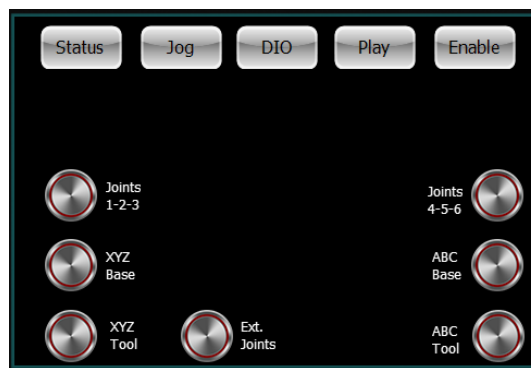 Status
Jog
DIO
Play
Enable
Joints
1-2-3
Joints
4-5-6
XYZ
Base
ABC
Base
XYZ
Tool
Ext.
Joints
ABC
Tool